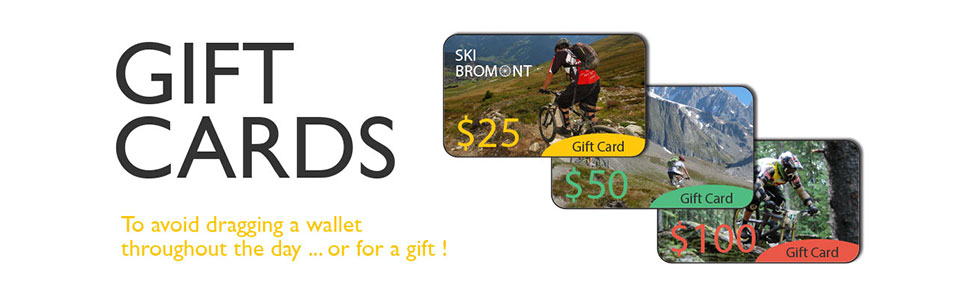 GIFT
CARDS
To avoid dragging a wallet
throughout the day ... or for a gift !
SKI
BROMONT
$25
Gift Card
$50
Gift Card
$100
Gift Card